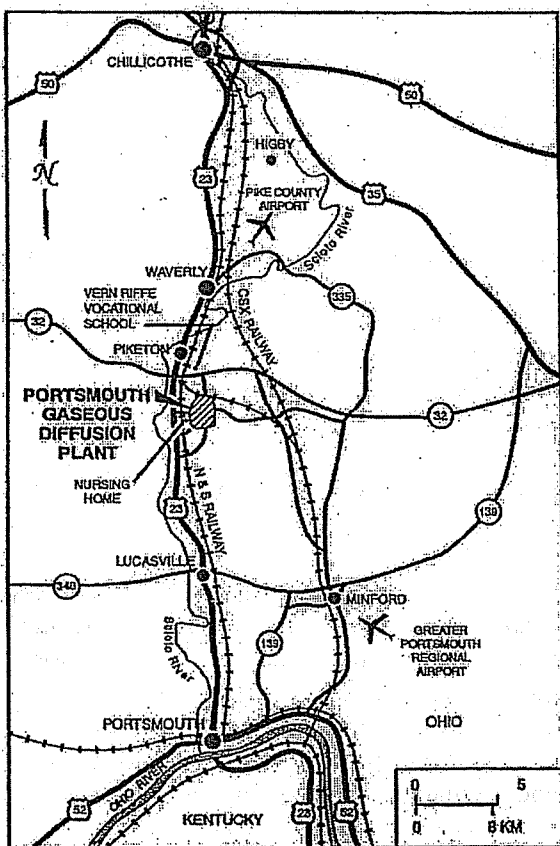 CHILLICOTHE
50
50
N
HIGBY
23
35
PIKE COUNTY
AIRPORT
Scioto River
WAVERLY
VERN RIFFE
VOCATIONAL
SCHOOL
335
CSX RAILWAY
32
PIKETON
PORTSMOUTH
GASEOUS
DIFFUSION
PLANT
32
NURSING
HOME
N & S RAILWAY
23
139
LUCASVILLE
348
MINFORD
Scioto River
139
GREATER
PORTSMOUTH
REGIONAL
AIRPORT
PORTSMOUTH
OHIO
OHIO RIVER
52
KENTUCKY
23
52
0 5
0 8 KM